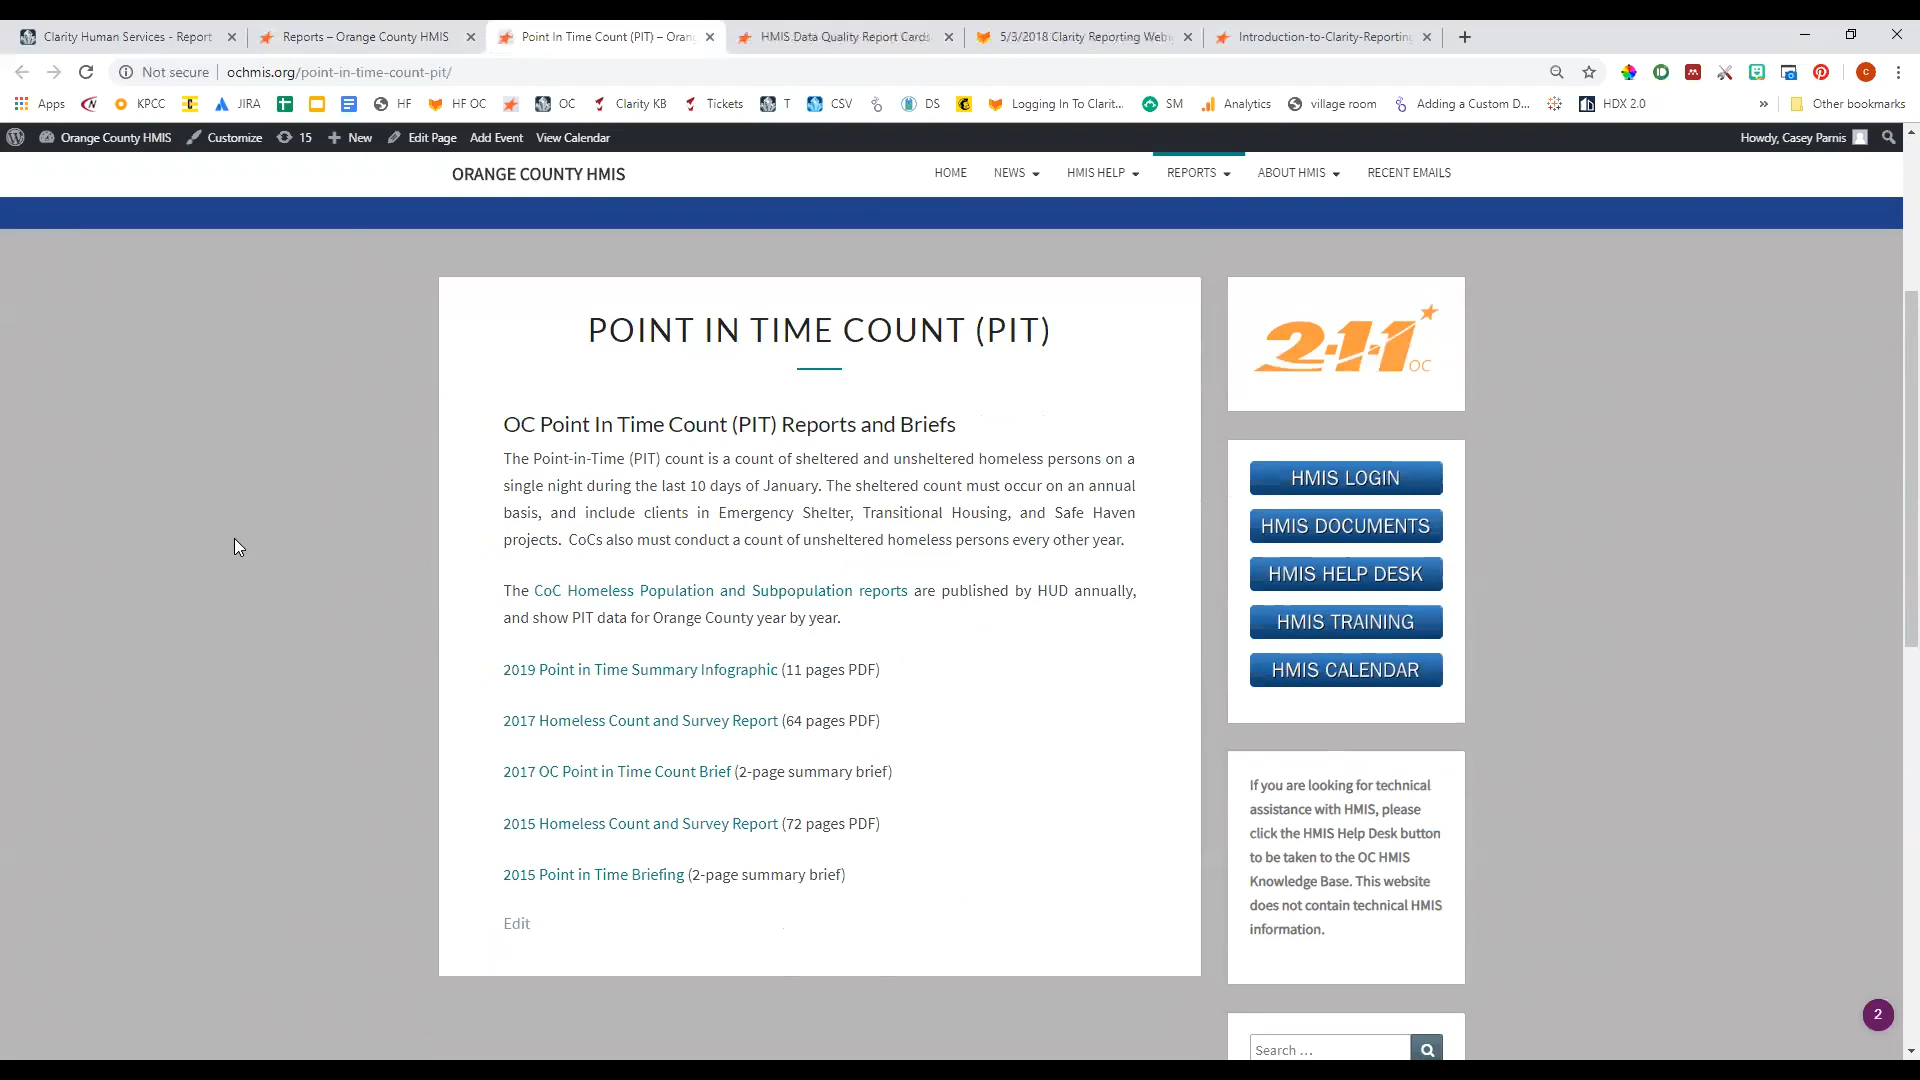 Clarity Human Services - Report
Reports – Orange County HMIS
Point In Time Count (PIT) – Oran
HMIS Data Quality Report Cards
5/3/2018 Clarity Reporting Web
Introduction-to-Clarity-Reporting
Not secure
ochmis.org/point-in-time-count-pit/
Apps
KPCC
JIRA
HF
HF OC
OC
Clarity KB
Tickets
T
CSV
DS
SM
Logging In To Clarit...
Analytics
village room
Adding a Custom D...
HDX 2.0
»
Other bookmarks
Orange County HMIS
Customize
15
New
Edit Page
Add Event
View Calendar
Howdy, Casey Parnis
ORANGE COUNTY HMIS
HOME
NEWS
HMIS HELP
REPORTS
ABOUT HMIS
RECENT EMAILS
POINT IN TIME COUNT (PIT)
OC Point In Time Count (PIT) Reports and Briefs
The Point-in-Time (PIT) count is a count of sheltered and unsheltered homeless persons on a
single night during the last 10 days of January. The sheltered count must occur on an annual
basis, and include clients in Emergency Shelter, Transitional Housing, and Safe Haven
projects. CoCs also must conduct a count of unsheltered homeless persons every other year.
The CoC Homeless Population and Subpopulation reports are published by HUD annually,
and show PIT data for Orange County year by year.
2019 Point in Time Summary Infographic (11 pages PDF)
2017 Homeless Count and Survey Report (64 pages PDF)
2017 OC Point in Time Count Brief (2-page summary brief)
2015 Homeless Count and Survey Report (72 pages PDF)
2015 Point in Time Briefing (2-page summary brief)
Edit
2-1-1
OC
HMIS LOGIN
HMIS DOCUMENTS
HMIS HELP DESK
HMIS TRAINING
HMIS CALENDAR
If you are looking for technical
assistance with HMIS, please
click the HMIS Help Desk button
to be taken to the OC HMIS
Knowledge Base. This website
does not contain technical HMIS
information.
Search …
2